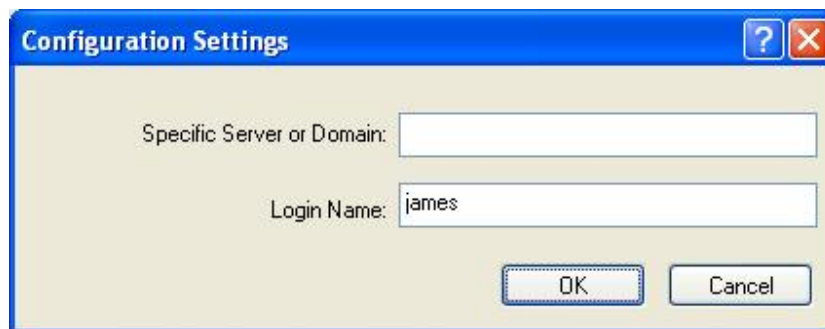 Configuration Settings
?
Specific Server or Domain:
Login Name: james
OK Cancel